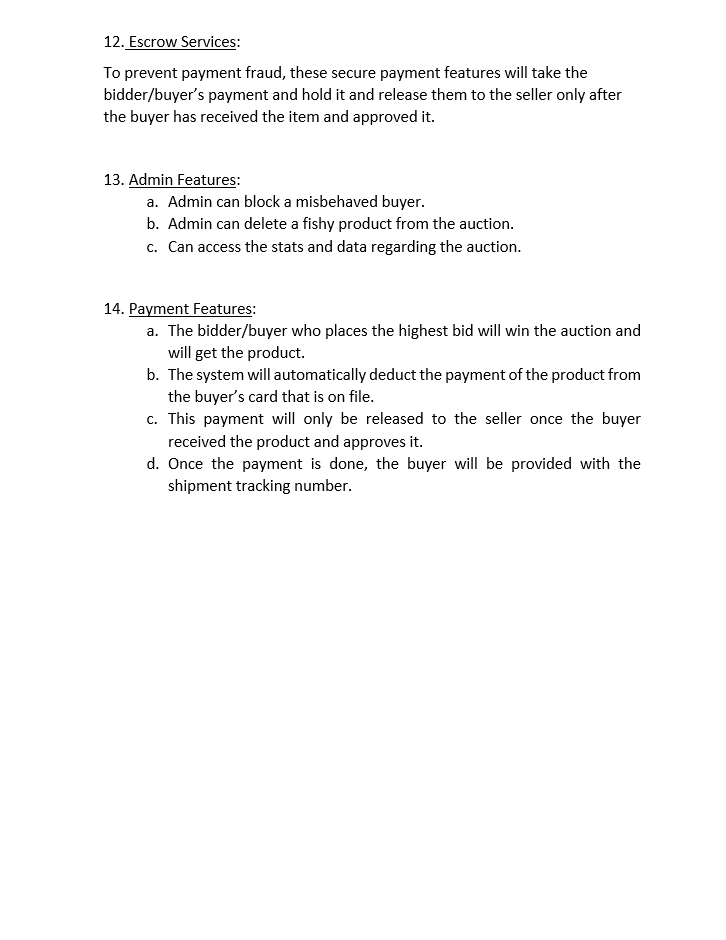 12. Escrow Services:
To prevent payment fraud, these secure payment features will take the
bidder/buyer’s payment and hold it and release them to the seller only after
the buyer has received the item and approved it.
13. Admin Features:
a. Admin can block a misbehaved buyer.
b. Admin can delete a fishy product from the auction.
c. Can access the stats and data regarding the auction.
14. Payment Features:
a. The bidder/buyer who places the highest bid will win the auction and
will get the product.
b. The system will automatically deduct the payment of the product from
the buyer’s card that is on file.
c. This payment will only be released to the seller once the buyer
received the product and approves it.
d. Once the payment is done, the buyer will be provided with the
shipment tracking number.